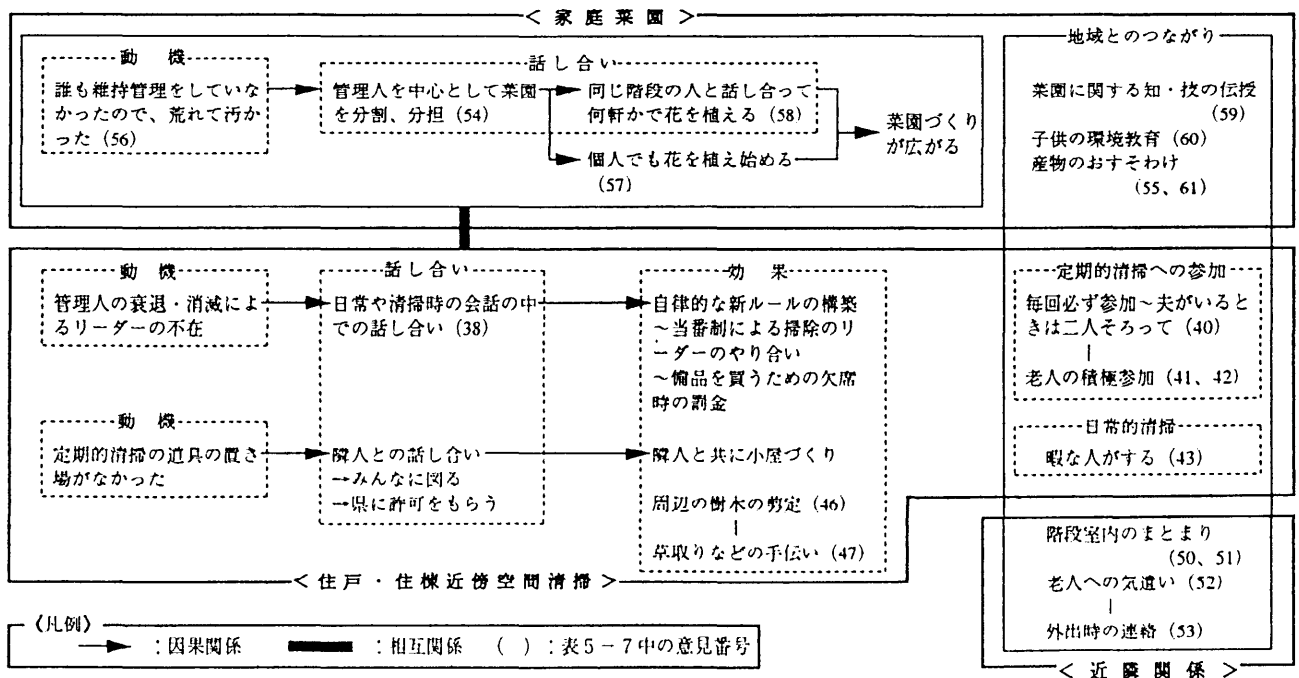 ＜家庭菜園＞
動機
誰も維持管理をしていな
かったので、荒れて汚か
った（56）
話し合い
管理人を中心として菜園
を分割、分担（54）
同じ階段の人と話し合って
何軒かで花を植える（58）
個人でも花を植え始める
（57）
菜園づくり
が広がる
地域とのつながり
菜園に関する知・技の伝授
（59）
子供の環境教育（60）
産物のおすそわけ
（55、61）
動機
管理人の衰退・消滅によ
るリーダーの不在
話し合い
日常や清掃時の会話の中
での話し合い（38）
効果
自律的な新ルールの構築
～当番制による掃除のリ
ーダーのやり合い
～備品を買うための欠席
時の罰金
定期的清掃への参加
毎回必ず参加～夫がいると
きは二人そろって（40）
老人の積極参加（41、42）
動機
定期的清掃の道具の置き
場がなかった
隣人との話し合い
→みんなに図る
→県に許可をもらう
隣人と共に小屋づくり
周辺の樹木の剪定（46）
草取りなどの手伝い（47）
日常的清掃
暇な人がする（43）
＜住戸・住棟近傍空間清掃＞
階段室内のまとまり
（50、51）
老人への気遣い（52）
外出時の連絡（53）
＜近隣関係＞
〈凡例〉
：因果関係 ：相互関係 （ ）：表5－7中の意見番号